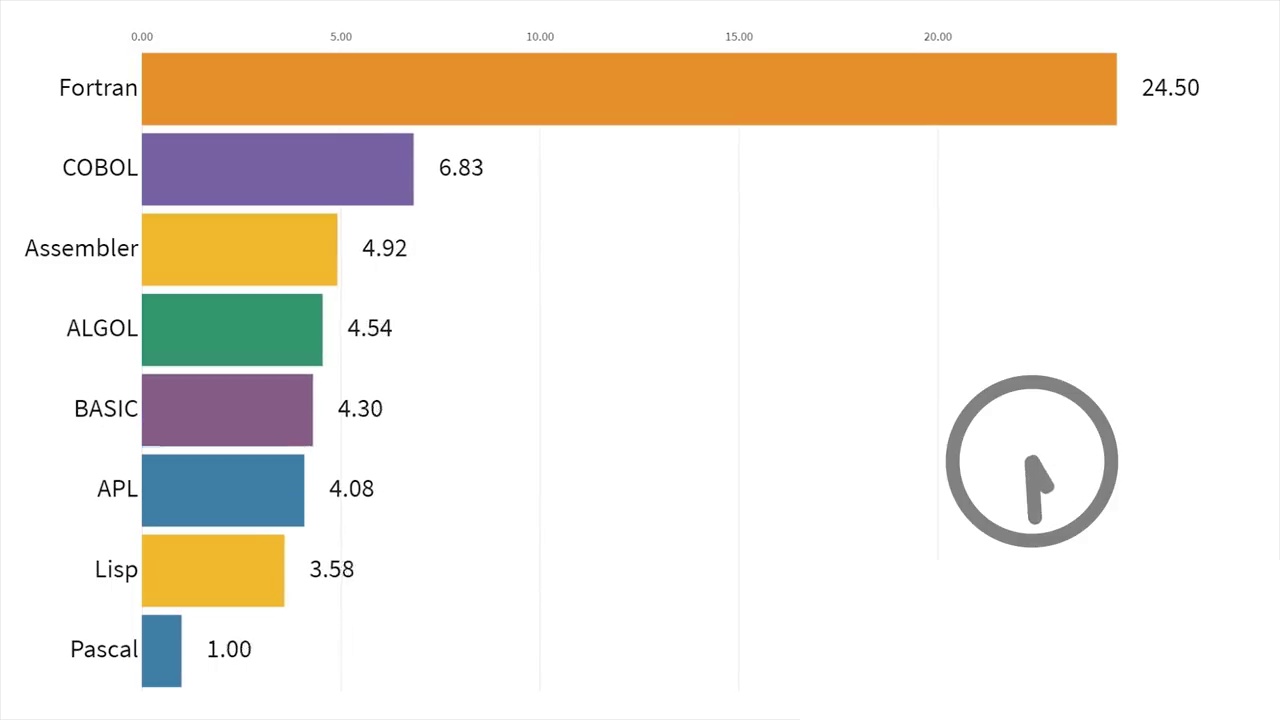 0.00 5.00 10.00 15.00 20.00
Fortran 24.50
COBOL 6.83
Assembler 4.92
ALGOL 4.54
BASIC 4.30
APL 4.08
Lisp 3.58
Pascal 1.00